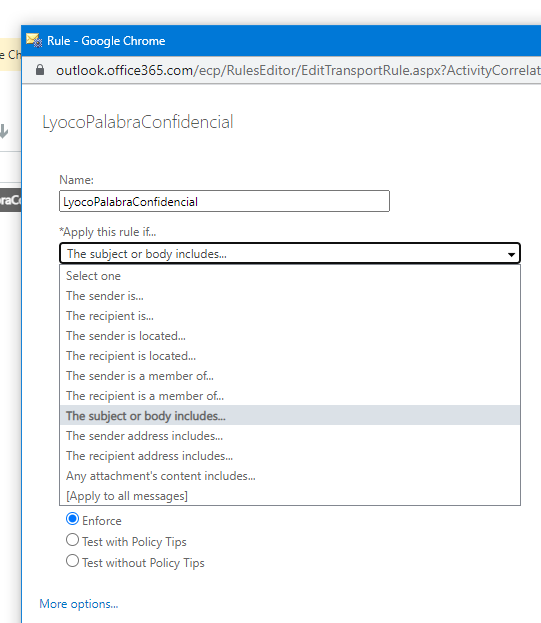 e Ch
Rule - Google Chrome
outlook.office365.com/ecp/RulesEditor/EditTransportRule.aspx?ActivityCorrelat
LyocoPalabraConfidencial
raCo
Name:
LyocoPalabraConfidencial
*Apply this rule if...
The subject or body includes...
Select one
The sender is...
The recipient is...
The sender is located...
The recipient is located...
The sender is a member of...
The recipient is a member of...
The subject or body includes...
The sender address includes...
The recipient address includes...
Any attachment's content includes...
[Apply to all messages]
Enforce
Test with Policy Tips
Test without Policy Tips
More options...